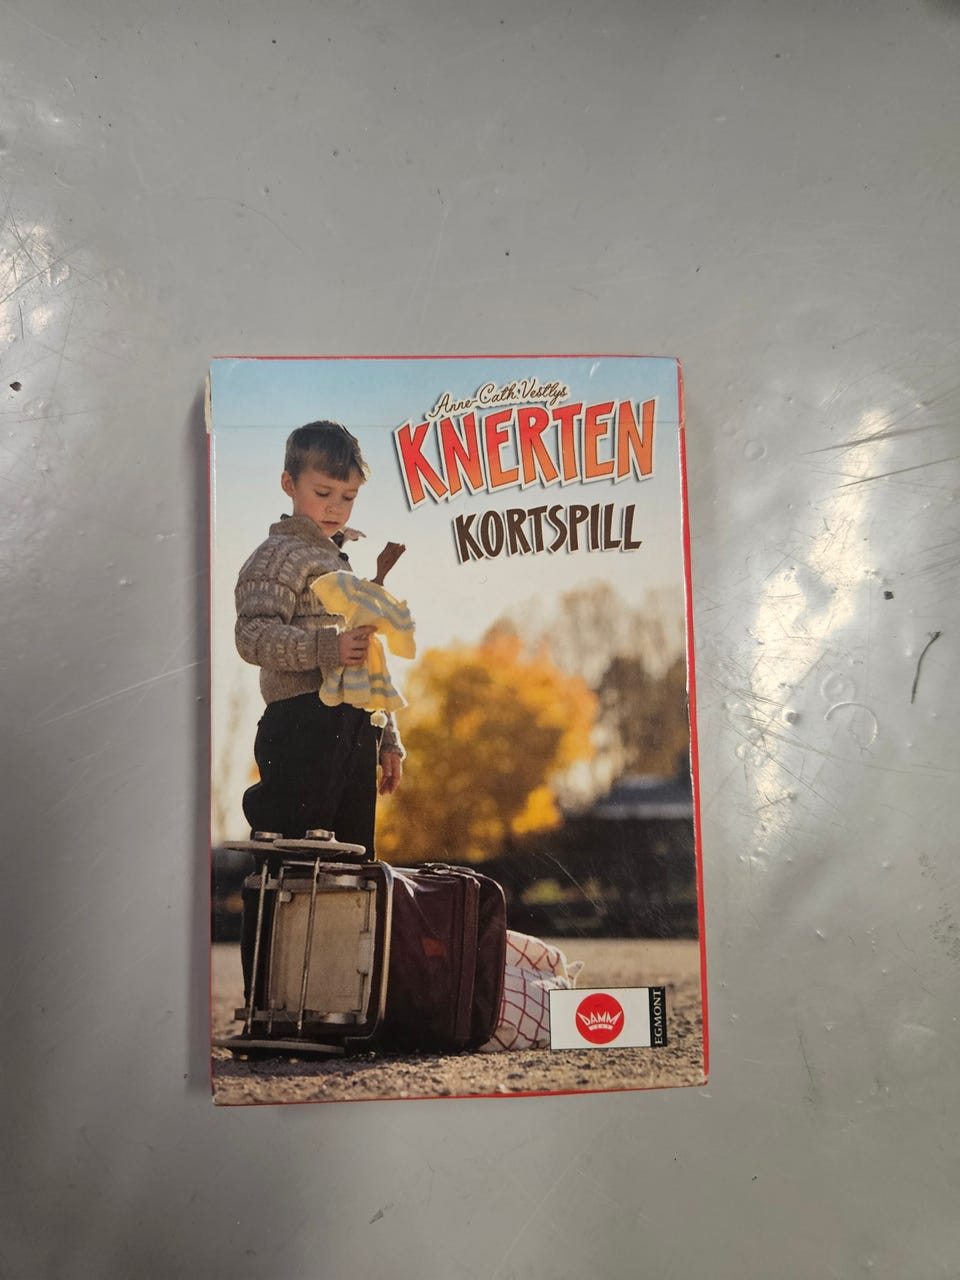 Anne-Cath. Vestlys
KNERTEN
KORTSPILL
DAMM
EGMONT